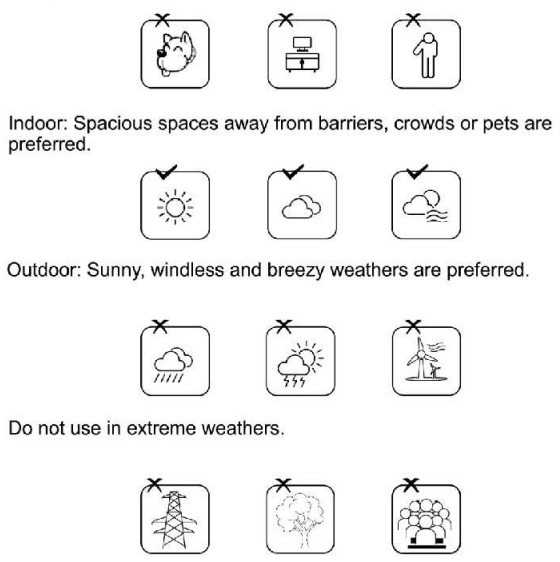 Indoor: Spacious spaces away from barriers, crowds or pets are
preferred.
Outdoor: Sunny, windless and breezy weathers are preferred.
Do not use in extreme weathers.